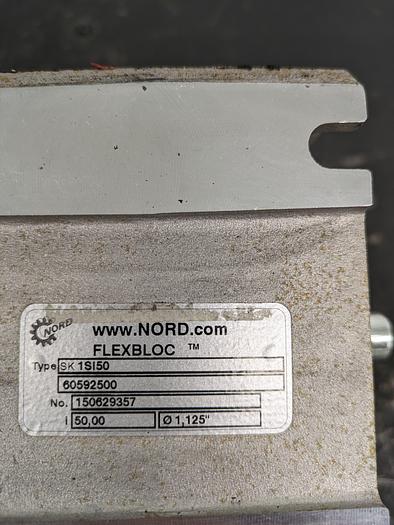 NORD
www.NORD.com
FLEXBLOC ™
Type SK 1SI50
60592500
No. 150629357
i 50,00 Ø 1,125"